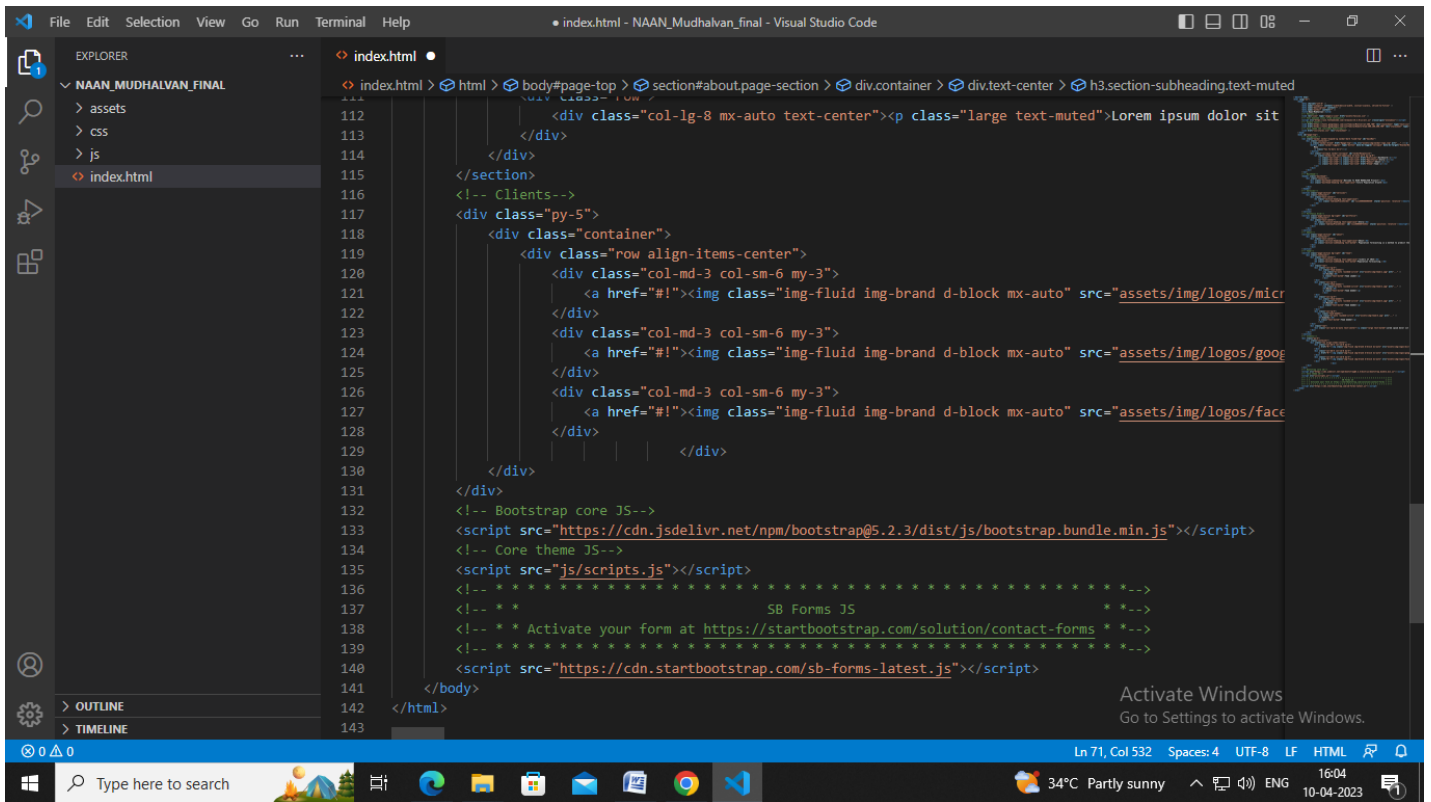 File Edit Selection View Go Run Terminal Help ● index.html - NAAN_Mudhalvan_final - Visual Studio Code
EXPLORER ···
index.html ●
NAAN_MUDHALVAN_FINAL
assets
css
js
index.html
index.html > html > body#page-top > section#about.page-section > div.container > div.text-center > h3.section-subheading.text-muted
111 <div class="row">
112 <div class="col-lg-8 mx-auto text-center"><p class="large text-muted">Lorem ipsum dolor sit
113 </div>
114 </div>
115 </section>
116 <!-- Clients-->
117 <div class="py-5">
118 <div class="container">
119 <div class="row align-items-center">
120 <div class="col-md-3 col-sm-6 my-3">
121 <a href="#!"><img class="img-fluid img-brand d-block mx-auto" src="assets/img/logos/micr
122 </div>
123 <div class="col-md-3 col-sm-6 my-3">
124 <a href="#!"><img class="img-fluid img-brand d-block mx-auto" src="assets/img/logos/goog
125 </div>
126 <div class="col-md-3 col-sm-6 my-3">
127 <a href="#!"><img class="img-fluid img-brand d-block mx-auto" src="assets/img/logos/face
128 </div>
129 </div>
130 </div>
131 </div>
132 <!-- Bootstrap core JS-->
133 <script src="https://cdn.jsdelivr.net/npm/bootstrap@5.2.3/dist/js/bootstrap.bundle.min.js"></script>
134 <!-- Core theme JS-->
135 <script src="js/scripts.js"></script>
136 <!-- * * * * * * * * * * * * * * * * * * * * * * * * * * * * * * * * * * * * * * * *-->
137 <!-- * * SB Forms JS * *-->
138 <!-- * * Activate your form at https://startbootstrap.com/solution/contact-forms * *-->
139 <!-- * * * * * * * * * * * * * * * * * * * * * * * * * * * * * * * * * * * * * * * *-->
140 <script src="https://cdn.startbootstrap.com/sb-forms-latest.js"></script>
141 </body>
142 </html>
143
OUTLINE
TIMELINE
Activate Windows
Go to Settings to activate Windows.
0 0 Ln 71, Col 532 Spaces: 4 UTF-8 LF HTML
Type here to search 34°C Partly sunny ENG 16:04
10-04-2023 1